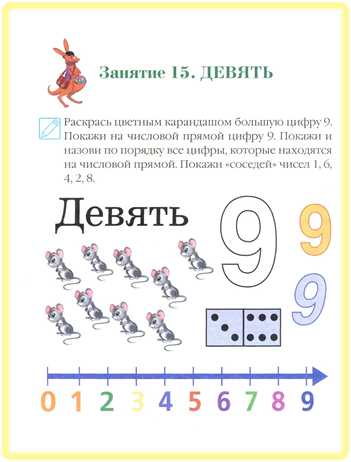 Занятие 15. ДЕВЯТЬ
Раскрась цветным карандашом большую цифру 9.
Покажи на числовой прямой цифру 9. Покажи и
назови по порядку все цифры, которые находятся
на числовой прямой. Покажи «соседей» чисел 1, 6,
4, 2, 8.
Девять
9
9
9
0 1 2 3 4 5 6 7 8 9